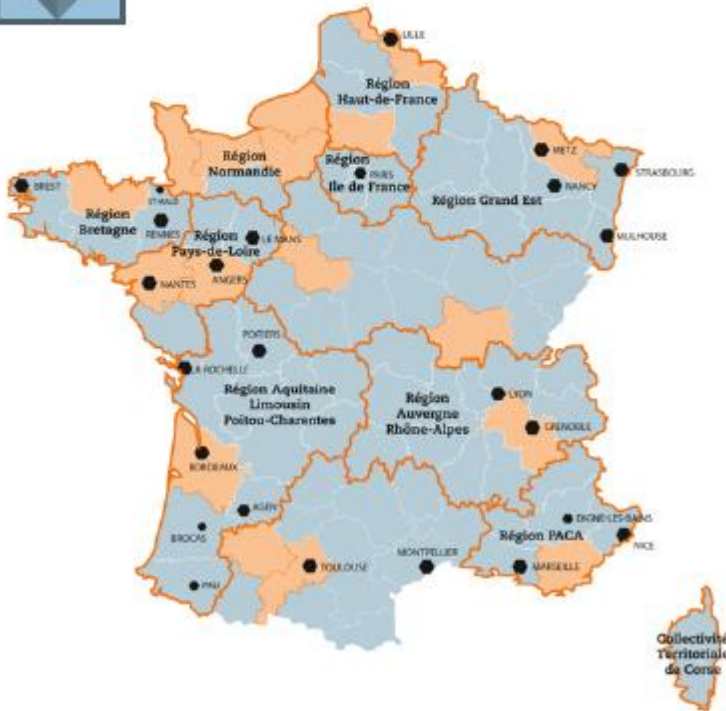 LILLE
Région
Haut-de-France
METZ
STRASBOURG
Région
Normandie
Région
PARIS
Ile de France
NANCY
BREST
ST-MALO
Région Grand Est
Région
Bretagne
RENNES
Région
Pays-de-Loire
LE MANS
MULHOUSE
NANTES
ANGERS
POITIERS
LA ROCHELLE
Région Aquitaine
Limousin
Poitou-Charentes
Région
Auvergne
Rhône-Alpes
LYON
GRENOBLE
BORDEAUX
AGEN
BROCAS
DIGNE-LES-BAINS
Région PACA
NICE
TOULOUSE
MONTPELLIER
MARSEILLE
PAU
Collectivité
Territoriale
de Corse